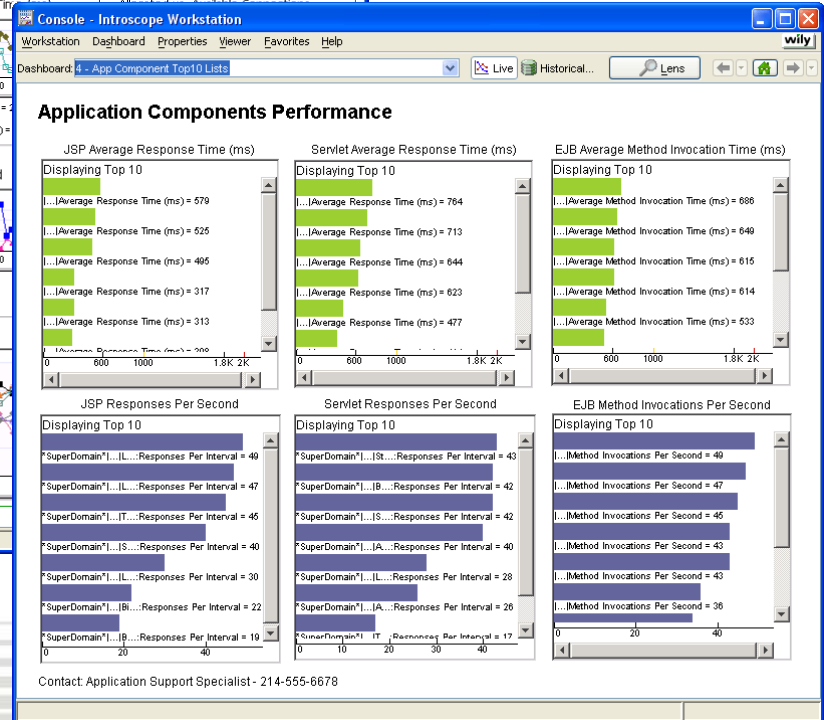 Console - Introscope Workstation
Workstation Dashboard Properties Viewer Favorites Help
wily
Dashboard: 4 - App Component Top10 Lists Live Historical... Lens
Application Components Performance
JSP Average Response Time (ms)
Displaying Top 10
|...|Average Response Time (ms) = 579
|...|Average Response Time (ms) = 525
|...|Average Response Time (ms) = 495
|...|Average Response Time (ms) = 317
|...|Average Response Time (ms) = 313
0 600 1000 1.8K 2K
Servlet Average Response Time (ms)
Displaying Top 10
|...|Average Response Time (ms) = 764
|...|Average Response Time (ms) = 713
|...|Average Response Time (ms) = 644
|...|Average Response Time (ms) = 623
|...|Average Response Time (ms) = 477
0 600 1000 1.8K 2K
EJB Average Method Invocation Time (ms)
Displaying Top 10
|...|Average Method Invocation Time (ms) = 686
|...|Average Method Invocation Time (ms) = 649
|...|Average Method Invocation Time (ms) = 615
|...|Average Method Invocation Time (ms) = 614
|...|Average Method Invocation Time (ms) = 533
0 600 1000 1.8K 2K
JSP Responses Per Second
Displaying Top 10
*SuperDomain*|...|L...:Responses Per Interval = 49
*SuperDomain*|...|L...:Responses Per Interval = 47
*SuperDomain*|...|T...:Responses Per Interval = 45
*SuperDomain*|...|S...:Responses Per Interval = 40
*SuperDomain*|...|L...:Responses Per Interval = 30
*SuperDomain*|...|Bi...:Responses Per Interval = 22
*SuperDomain*|...|B...:Responses Per Interval = 19
0 20 40
Servlet Responses Per Second
Displaying Top 10
*SuperDomain*|...|St...:Responses Per Interval = 43
*SuperDomain*|...|B...:Responses Per Interval = 42
*SuperDomain*|...|S...:Responses Per Interval = 42
*SuperDomain*|...|A...:Responses Per Interval = 40
*SuperDomain*|...|L...:Responses Per Interval = 28
*SuperDomain*|...|A...:Responses Per Interval = 26
*SuperDomain*|...|T...:Responses Per Interval = 17
0 10 20 30 40
EJB Method Invocations Per Second
Displaying Top 10
|...|Method Invocations Per Second = 49
|...|Method Invocations Per Second = 47
|...|Method Invocations Per Second = 45
|...|Method Invocations Per Second = 43
|...|Method Invocations Per Second = 43
|...|Method Invocations Per Second = 36
0 20 40
Contact: Application Support Specialist - 214-555-6678